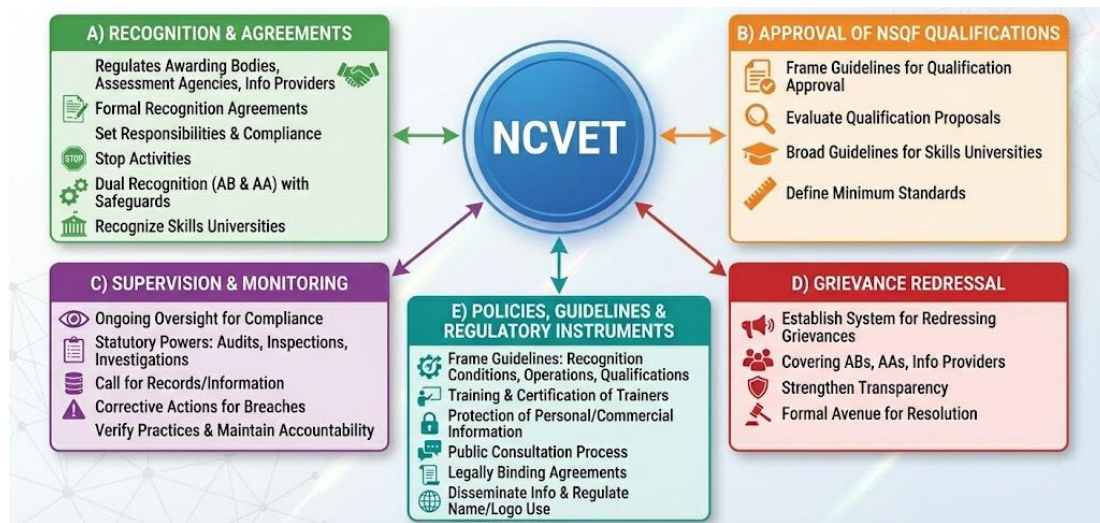 A) RECOGNITION & AGREEMENTS
Regulates Awarding Bodies,
Assessment Agencies, Info Providers
Formal Recognition Agreements
Set Responsibilities & Compliance
STOP
Stop Activities
Dual Recognition (AB & AA) with
Safeguards
Recognize Skills Universities
NCVET
B) APPROVAL OF NSQF QUALIFICATIONS
Frame Guidelines for Qualification
Approval
Evaluate Qualification Proposals
Broad Guidelines for Skills Universities
Define Minimum Standards
C) SUPERVISION & MONITORING
Ongoing Oversight for Compliance
Statutory Powers: Audits, Inspections,
Investigations
Call for Records/Information
Corrective Actions for Breaches
Verify Practices & Maintain Accountability
E) POLICIES, GUIDELINES &
REGULATORY INSTRUMENTS
Frame Guidelines: Recognition
Conditions, Operations, Qualifications
Training & Certification of Trainers
Protection of Personal/Commercial
Information
Public Consultation Process
Legally Binding Agreements
Disseminate Info & Regulate
Name/Logo Use
D) GRIEVANCE REDRESSAL
Establish System for Redressing
Grievances
Covering ABs, AAs, Info Providers
Strengthen Transparency
Formal Avenue for Resolution